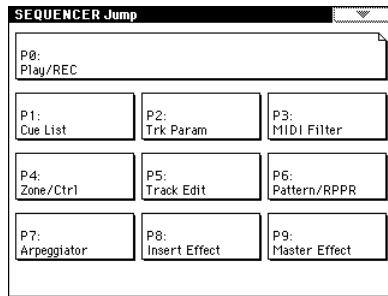 SEQUENCER Jump
P0:
Play/REC
P1:
Cue List
P2:
Trk Param
P3:
MIDI Filter
P4:
Zone/Ctrl
P5:
Track Edit
P6:
Pattern/RPPR
P7:
Arpeggiator
P8:
Insert Effect
P9:
Master Effect